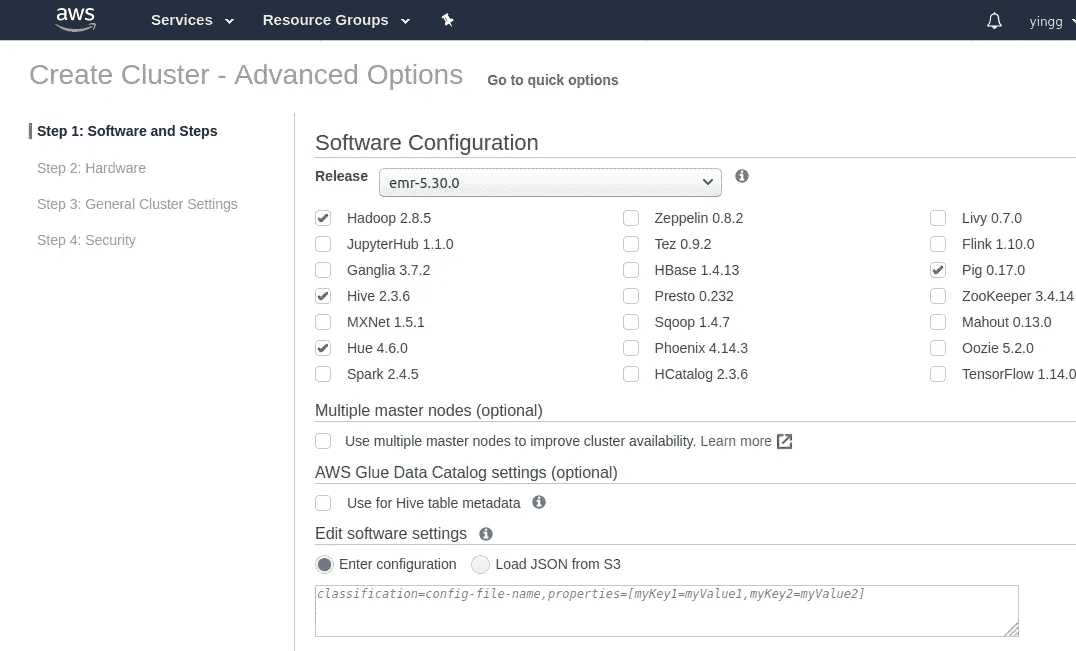 aws Services Resource Groups yingg
Create Cluster - Advanced Options Go to quick options
Step 1: Software and Steps
Step 2: Hardware
Step 3: General Cluster Settings
Step 4: Security
Software Configuration
Release emr-5.30.0
Hadoop 2.8.5 Zeppelin 0.8.2 Livy 0.7.0
JupyterHub 1.1.0 Tez 0.9.2 Flink 1.10.0
Ganglia 3.7.2 HBase 1.4.13 Pig 0.17.0
Hive 2.3.6 Presto 0.232 ZooKeeper 3.4.14
MXNet 1.5.1 Sqoop 1.4.7 Mahout 0.13.0
Hue 4.6.0 Phoenix 4.14.3 Oozie 5.2.0
Spark 2.4.5 HCatalog 2.3.6 TensorFlow 1.14.0
Multiple master nodes (optional)
Use multiple master nodes to improve cluster availability. Learn more
AWS Glue Data Catalog settings (optional)
Use for Hive table metadata
Edit software settings
Enter configuration Load JSON from S3
classification=config-file-name,properties=[myKey1=myValue1,myKey2=myValue2]